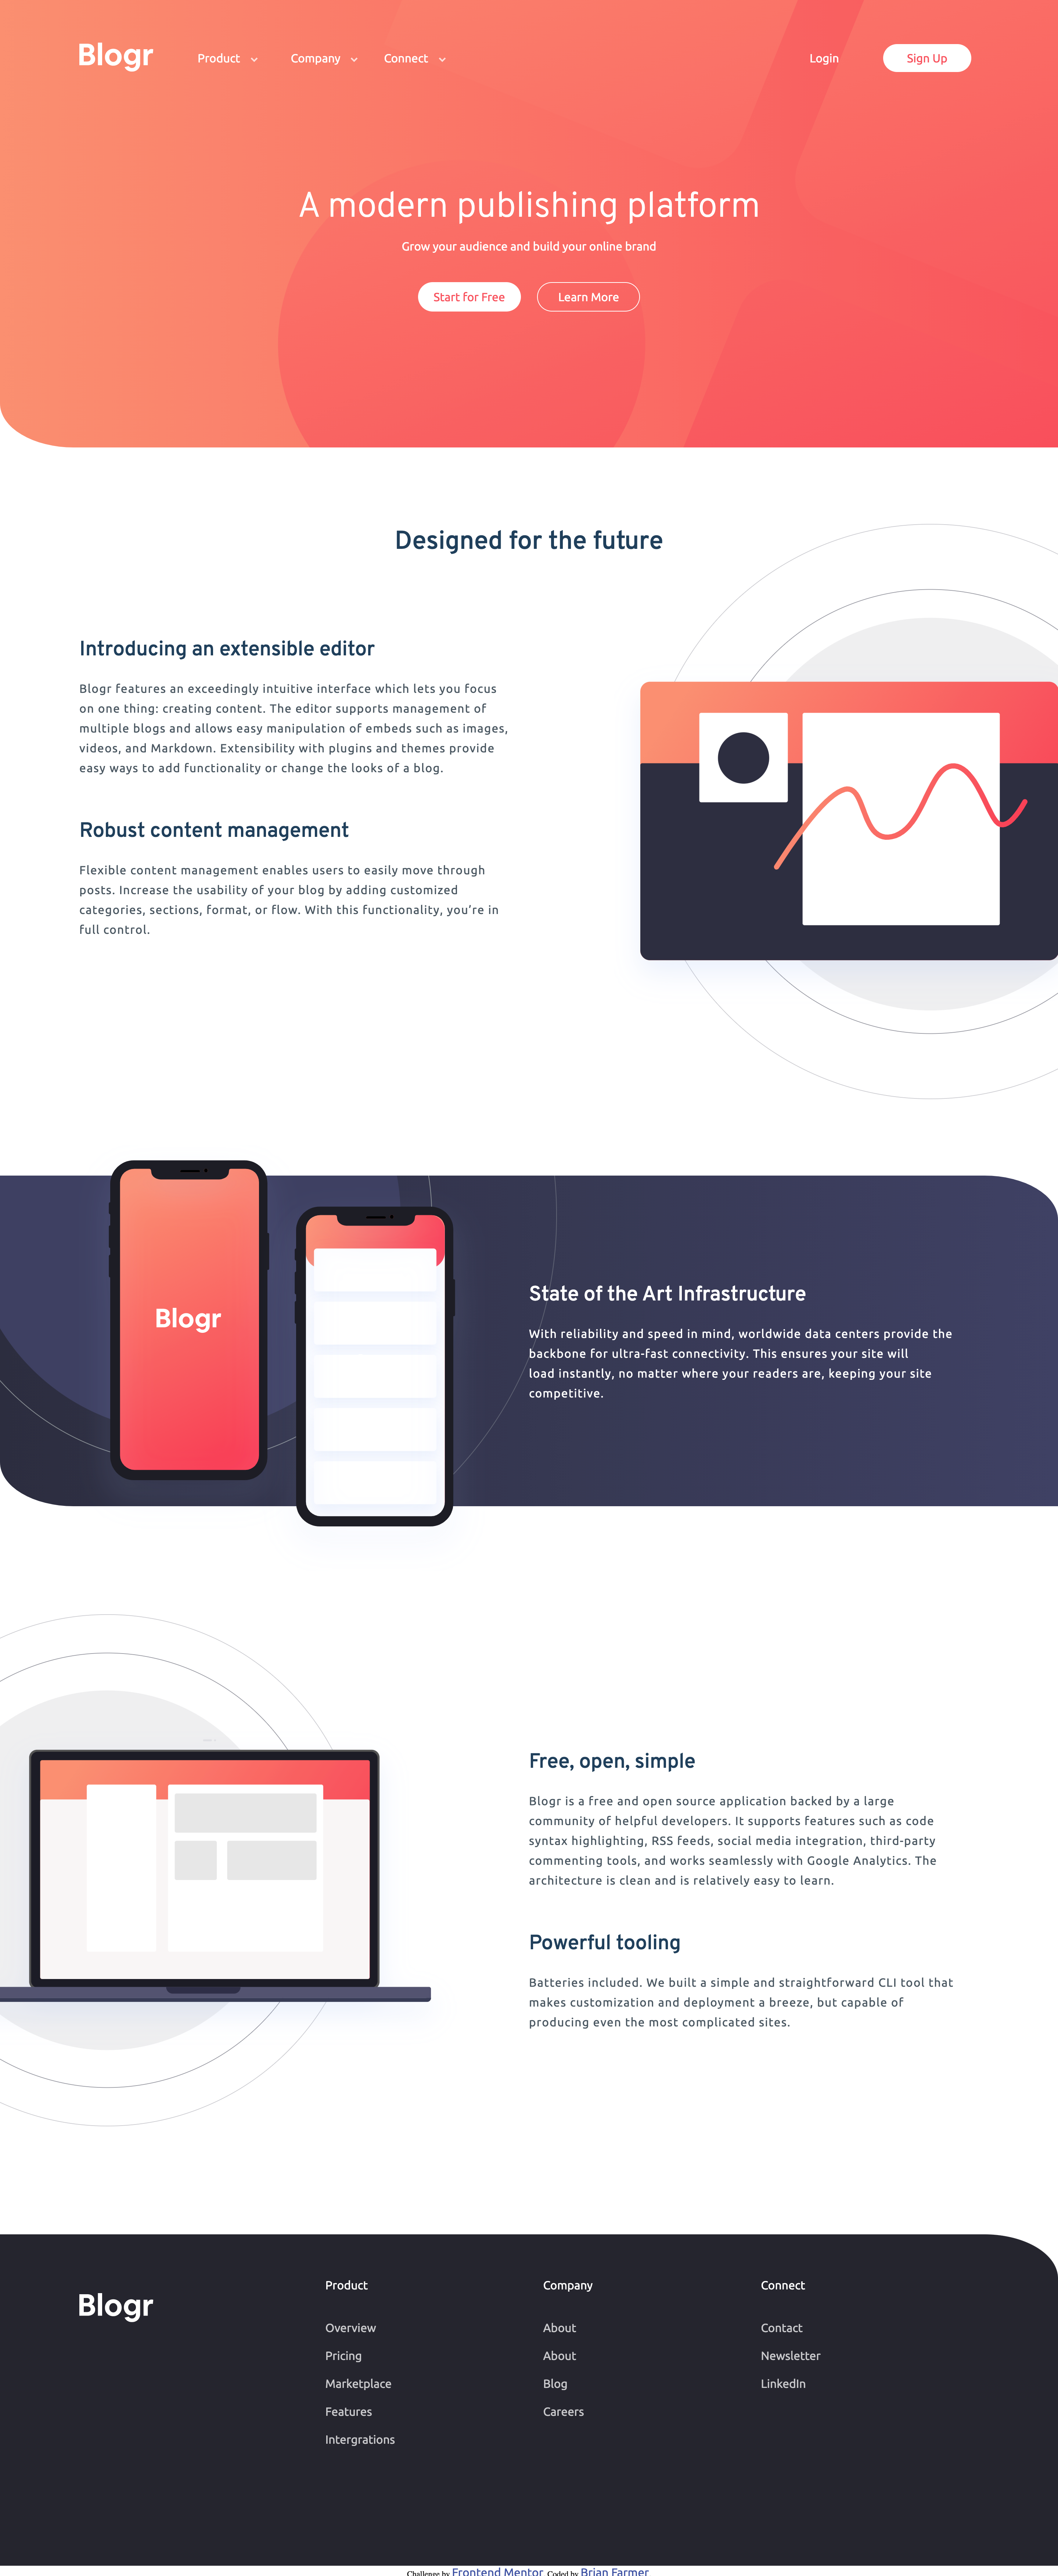 Blogr Product Company Connect Login Sign Up
A modern publishing platform
Grow your audience and build your online brand
Start for Free Learn More
Designed for the future
Introducing an extensible editor
Blogr features an exceedingly intuitive interface which lets you focus
on one thing: creating content. The editor supports management of
multiple blogs and allows easy manipulation of embeds such as images,
videos, and Markdown. Extensibility with plugins and themes provide
easy ways to add functionality or change the looks of a blog.
Robust content management
Flexible content management enables users to easily move through
posts. Increase the usability of your blog by adding customized
categories, sections, format, or flow. With this functionality, you’re in
full control.
Blogr
State of the Art Infrastructure
With reliability and speed in mind, worldwide data centers provide the
backbone for ultra-fast connectivity. This ensures your site will
load instantly, no matter where your readers are, keeping your site
competitive.
Free, open, simple
Blogr is a free and open source application backed by a large
community of helpful developers. It supports features such as code
syntax highlighting, RSS feeds, social media integration, third-party
commenting tools, and works seamlessly with Google Analytics. The
architecture is clean and is relatively easy to learn.
Powerful tooling
Batteries included. We built a simple and straightforward CLI tool that
makes customization and deployment a breeze, but capable of
producing even the most complicated sites.
Blogr
Product
Overview
Pricing
Marketplace
Features
Intergrations
Company
About
About
Blog
Careers
Connect
Contact
Newsletter
LinkedIn
Challenge by Frontend Mentor. Coded by Brian Farmer.